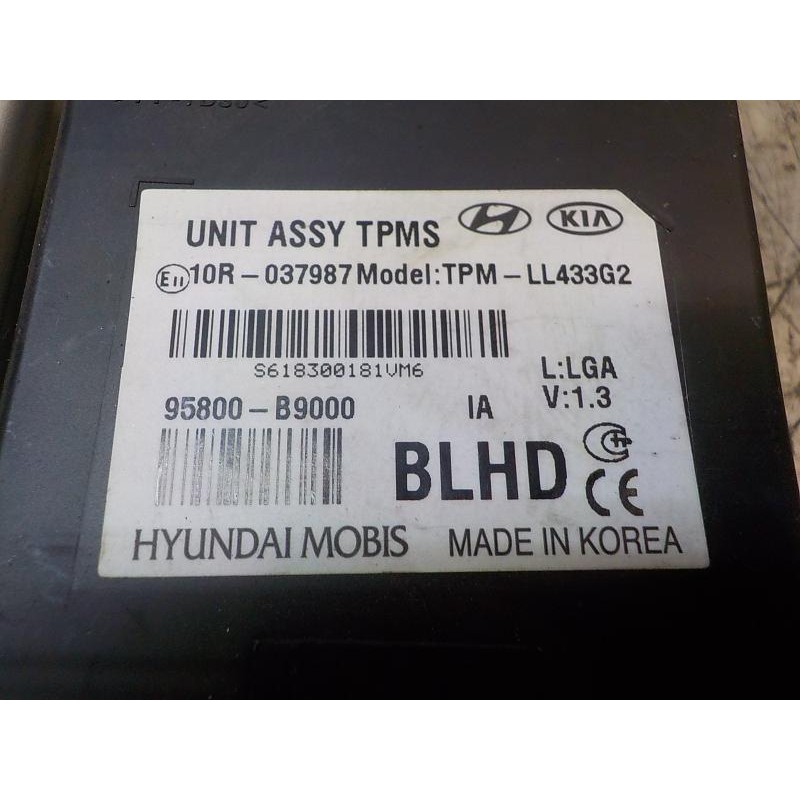 UNIT ASSY TPMS KIA
E11 10R-037987 Model:TPM-LL433G2
S618300181VM6
L:LGA
95800-B9000 IA V:1.3
BLHD CE
HYUNDAI MOBIS MADE IN KOREA